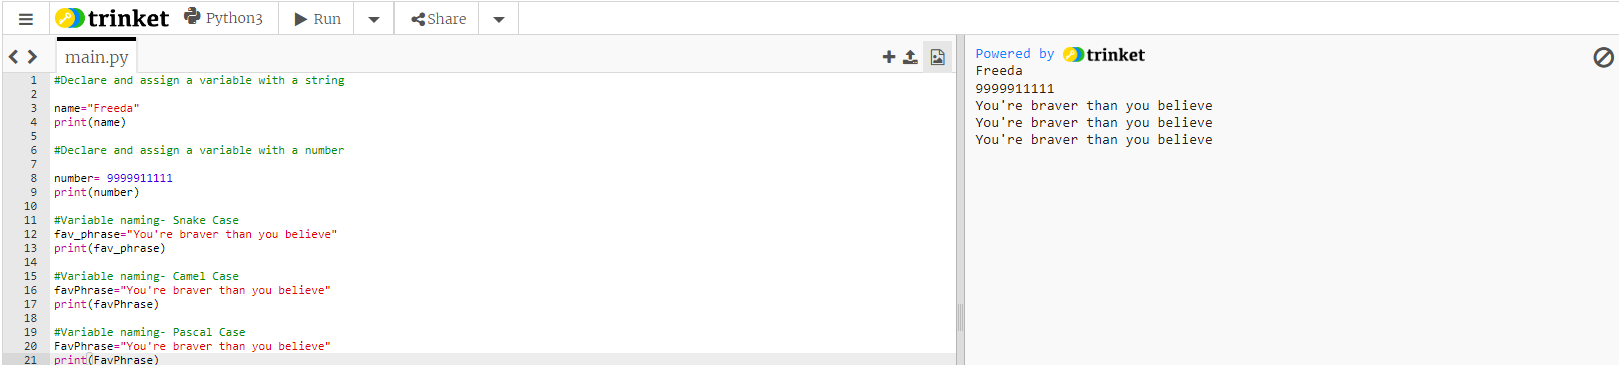 trinket Python3 Run Share
main.py
1 #Declare and assign a variable with a string
2
3 name="Freeda"
4 print(name)
5
6 #Declare and assign a variable with a number
7
8 number= 9999911111
9 print(number)
10
11 #Variable naming- Snake Case
12 fav_phrase="You're braver than you believe"
13 print(fav_phrase)
14
15 #Variable naming- Camel Case
16 favPhrase="You're braver than you believe"
17 print(favPhrase)
18
19 #Variable naming- Pascal Case
20 FavPhrase="You're braver than you believe"
21 print(FavPhrase)
Powered by trinket
Freeda
9999911111
You're braver than you believe
You're braver than you believe
You're braver than you believe